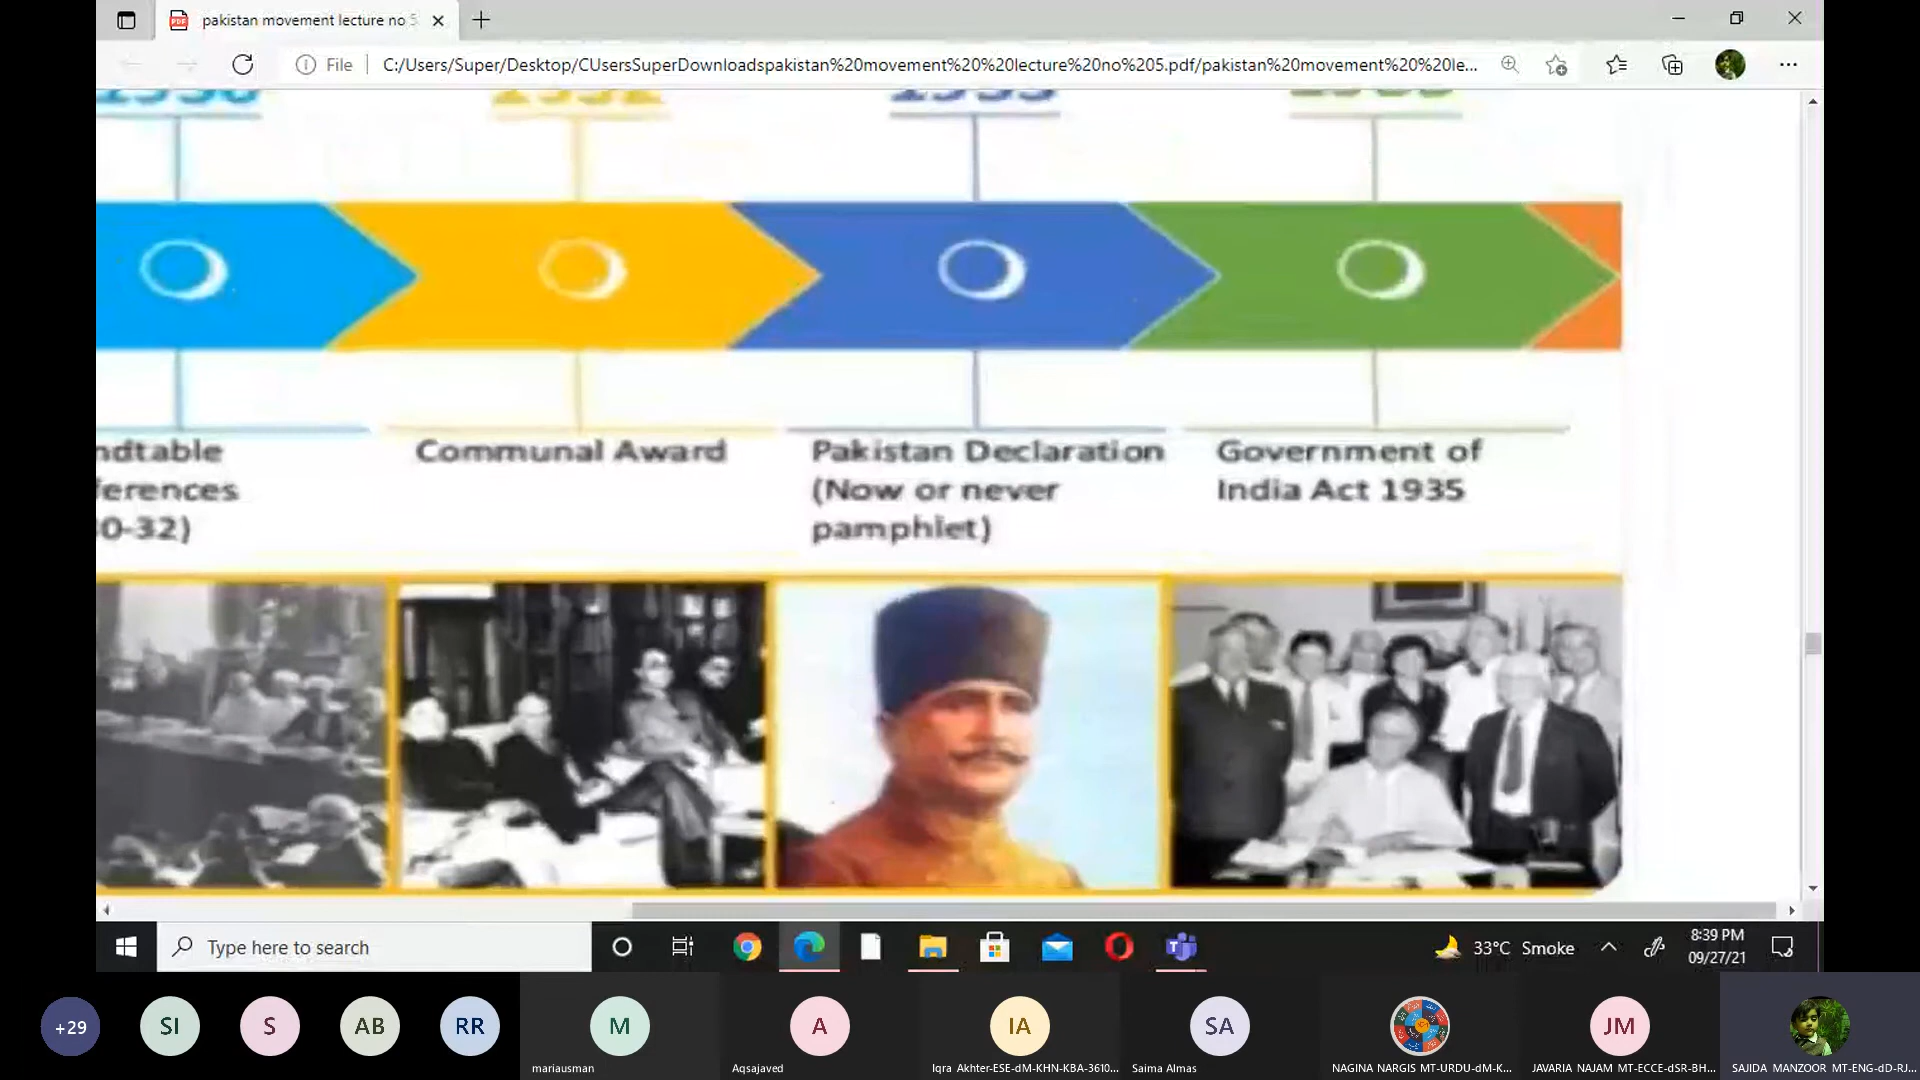 pakistan movement lecture no 5
File
C:/Users/Super/Desktop/CUsersSuperDownloadspakistan%20movement%20%20lecture%20no%205.pdf/pakistan%20movement%20%20le...
1930
1932
1933
1935
ndtable
ferences
0-32)
Communal Award
Pakistan Declaration
(Now or never
pamphlet)
Government of
India Act 1935
Type here to search
33°C Smoke
8:39 PM
09/27/21
+29
SI
S
AB
RR
M
A
IA
SA
JM
mariausman
Aqsajaved
Iqra Akhter-ESE-dM-KHN-KBA-3610...
Saima Almas
NAGINA NARGIS MT-URDU-dM-K...
JAVARIA NAJAM MT-ECCE-dSR-BH...
SAJIDA MANZOOR MT-ENG-dD-RJ...